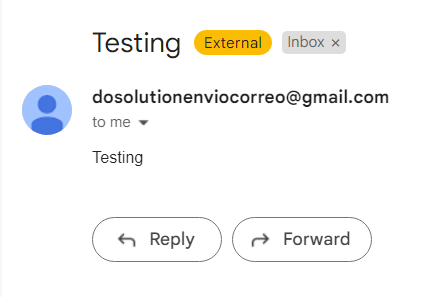 Testing External Inbox ×
dosolutionenviocorreo@gmail.com
to me
Testing
Reply Forward